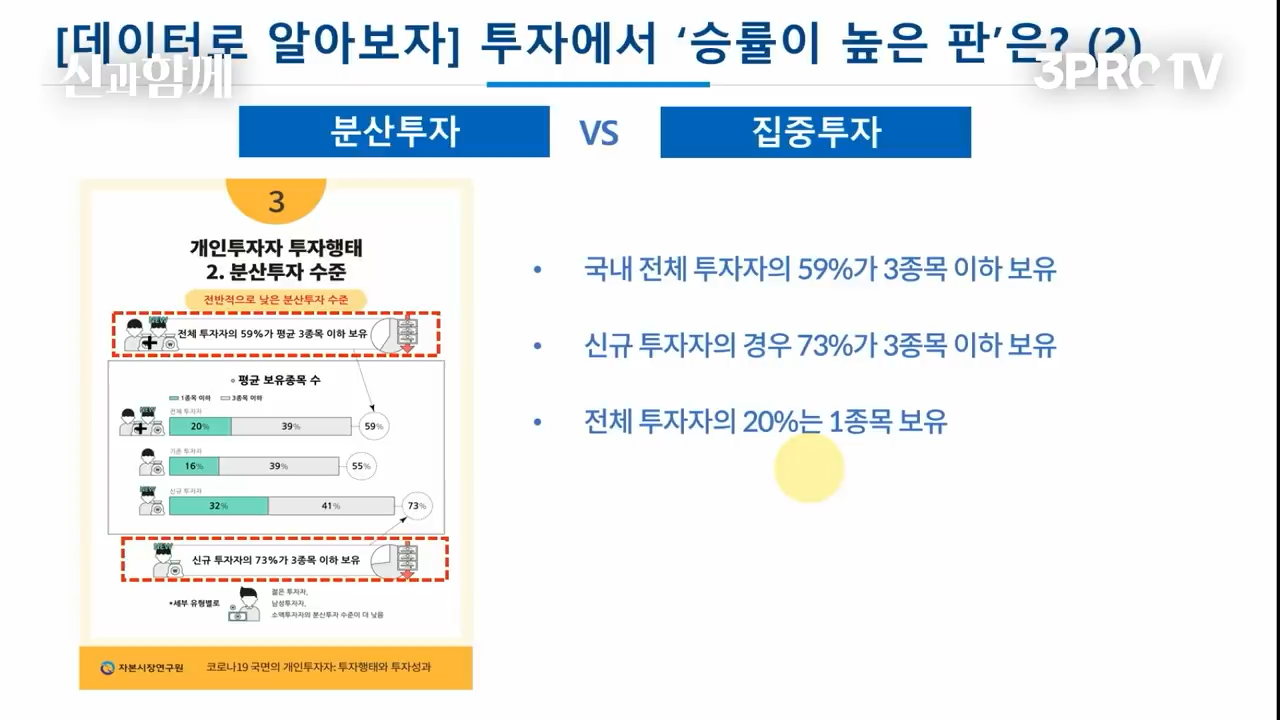 [데이터로 알아보자] 투자에서 ‘승률이 높은 판’은? (2)
신과함께
3PROTV
분산투자 VS 집중투자
3
개인투자자 투자행태
2. 분산투자 수준
전반적으로 낮은 분산투자 수준
NEW
전체 투자자의 59%가 평균 3종목 이하 보유
◦ 평균 보유종목 수
1종목 이하 3종목 이하
전체 투자자
NEW
20% 39% 59%
기존 투자자
16% 39% 55%
신규 투자자
NEW
32% 41% 73%
NEW
신규 투자자의 73%가 3종목 이하 보유
•세부 유형별로
젊은 투자자,
남성투자자,
소액투자자의 분산투자 수준이 더 낮음
자본시장연구원 코로나19 국면의 개인투자자: 투자행태와 투자성과
• 국내 전체 투자자의 59%가 3종목 이하 보유
• 신규 투자자의 경우 73%가 3종목 이하 보유
• 전체 투자자의 20%는 1종목 보유